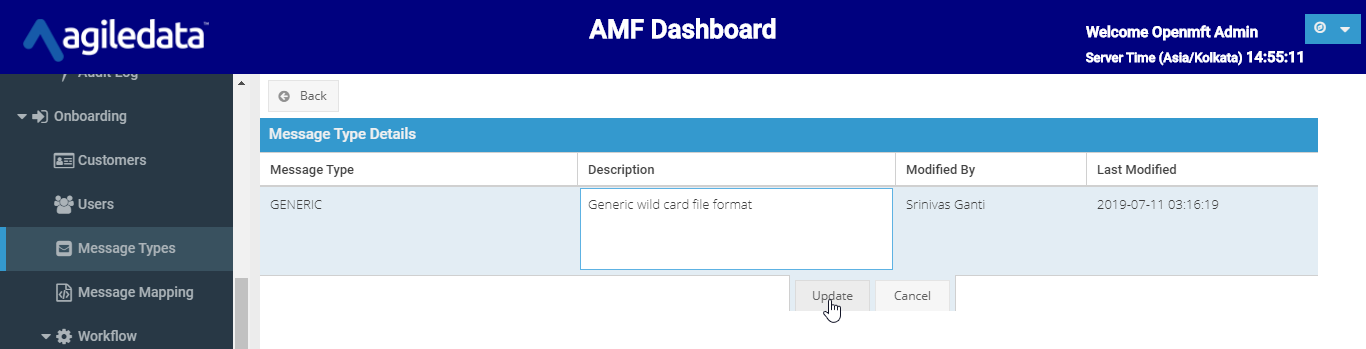 agiledata™
AMF Dashboard
Welcome Openmft Admin
Server Time (Asia/Kolkata) 14:55:11
Audit Log
Onboarding
Customers
Users
Message Types
Message Mapping
Workflow
Back
Message Type Details
Message Type Description Modified By Last Modified
GENERIC Generic wild card file format Srinivas Ganti 2019-07-11 03:16:19
Update Cancel